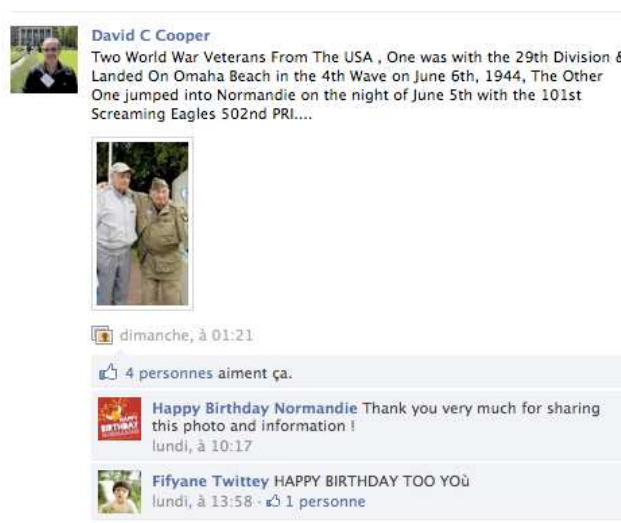 David C Cooper
Two World War Veterans From The USA , One was with the 29th Division &
Landed On Omaha Beach in the 4th Wave on June 6th, 1944, The Other
One jumped into Normandie on the night of June 5th with the 101st
Screaming Eagles 502nd PRI....
dimanche, à 01:21
4 personnes aiment ça.
HAPPY
BIRTHDAY
Happy Birthday Normandie Thank you very much for sharing
this photo and information !
lundi, à 10:17
Fifyane Twittey HAPPY BIRTHDAY TOO YOù
lundi, à 13:58 · 1 personne